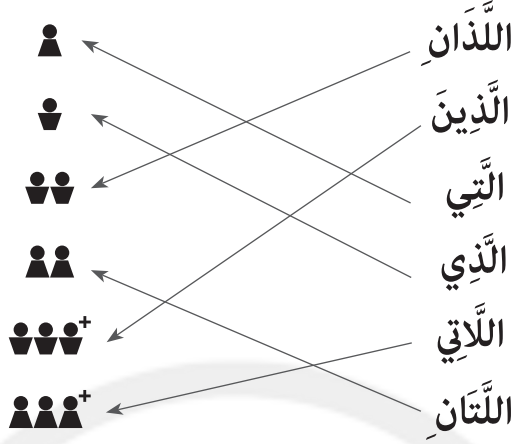 اللَّذَانِ
الَّذِينَ
الَّتِي
الَّذِي
اللَّاتِي
اللَّتَانِ
+
+